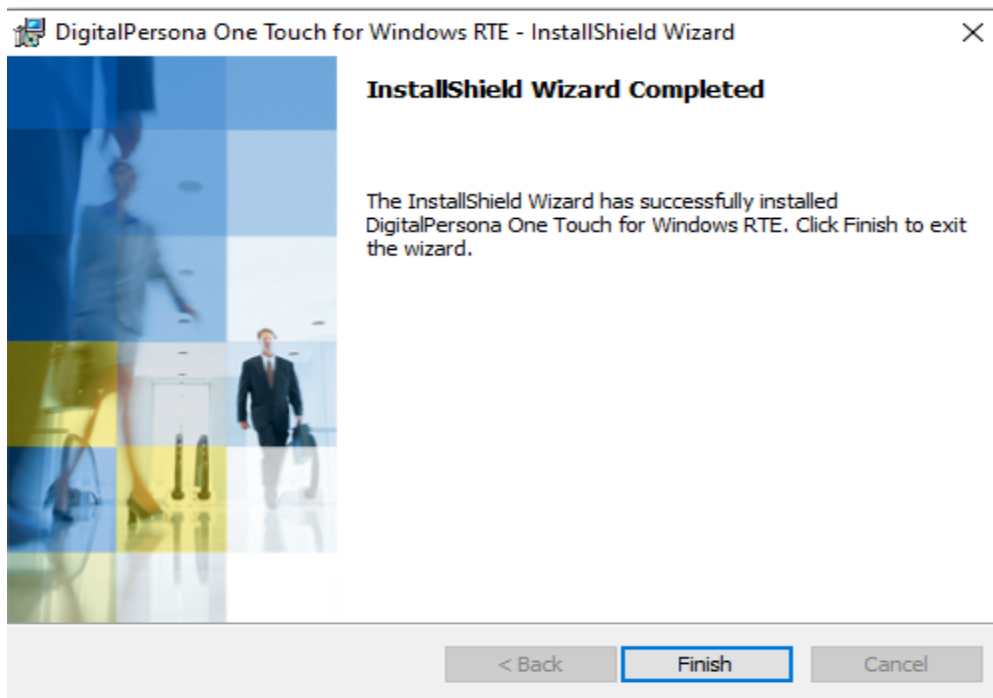 DigitalPersona One Touch for Windows RTE - InstallShield Wizard
InstallShield Wizard Completed
The InstallShield Wizard has successfully installed
DigitalPersona One Touch for Windows RTE. Click Finish to exit
the wizard.
< Back Finish Cancel